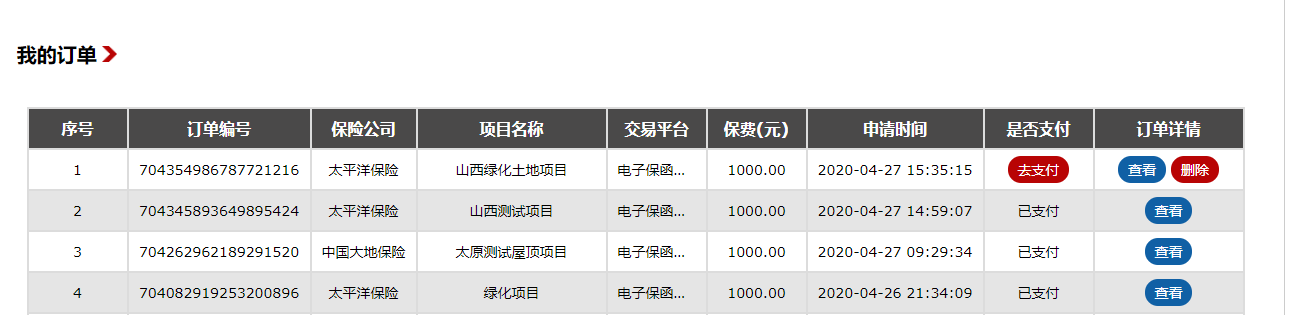 我的订单
序号 订单编号 保险公司 项目名称 交易平台 保费(元) 申请时间 是否支付 订单详情
1 704354986787721216 太平洋保险 山西绿化土地项目 电子保函... 1000.00 2020-04-27 15:35:15 去支付 查看 删除
2 704345893649895424 太平洋保险 山西测试项目 电子保函... 1000.00 2020-04-27 14:59:07 已支付 查看
3 704262962189291520 中国大地保险 太原测试屋顶项目 电子保函... 1000.00 2020-04-27 09:29:34 已支付 查看
4 704082919253200896 太平洋保险 绿化项目 电子保函... 1000.00 2020-04-26 21:34:09 已支付 查看